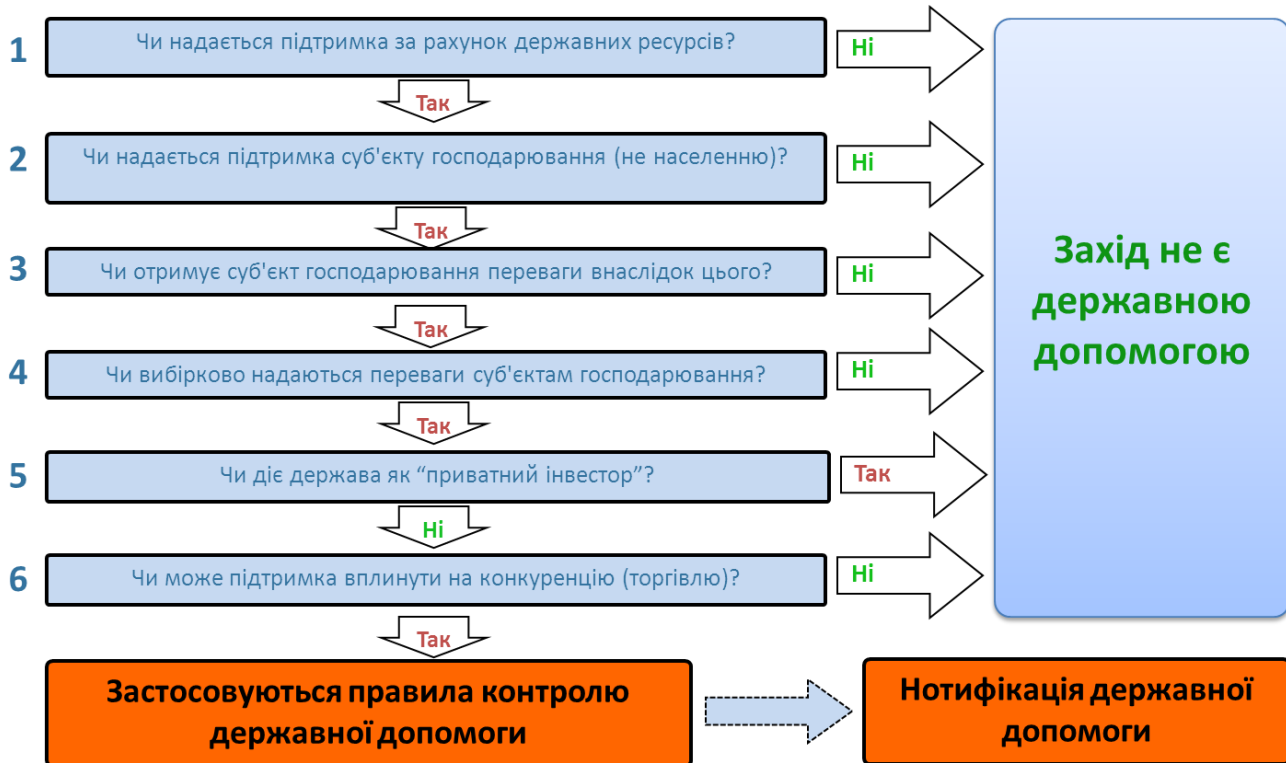 1
Чи надається підтримка за рахунок державних ресурсів?
Ні
Так
2
Чи надається підтримка суб'єкту господарювання (не населенню)?
Ні
Так
3
Чи отримує суб'єкт господарювання переваги внаслідок цього?
Ні
Так
4
Чи вибірково надаються переваги суб'єктам господарювання?
Ні
Так
5
Чи діє держава як “приватний інвестор”?
Так
Ні
6
Чи може підтримка вплинути на конкуренцію (торгівлю)?
Ні
Так
Захід не є
державною
допомогою
Застосовуються правила контролю
державної допомоги
Нотифікація державної
допомоги